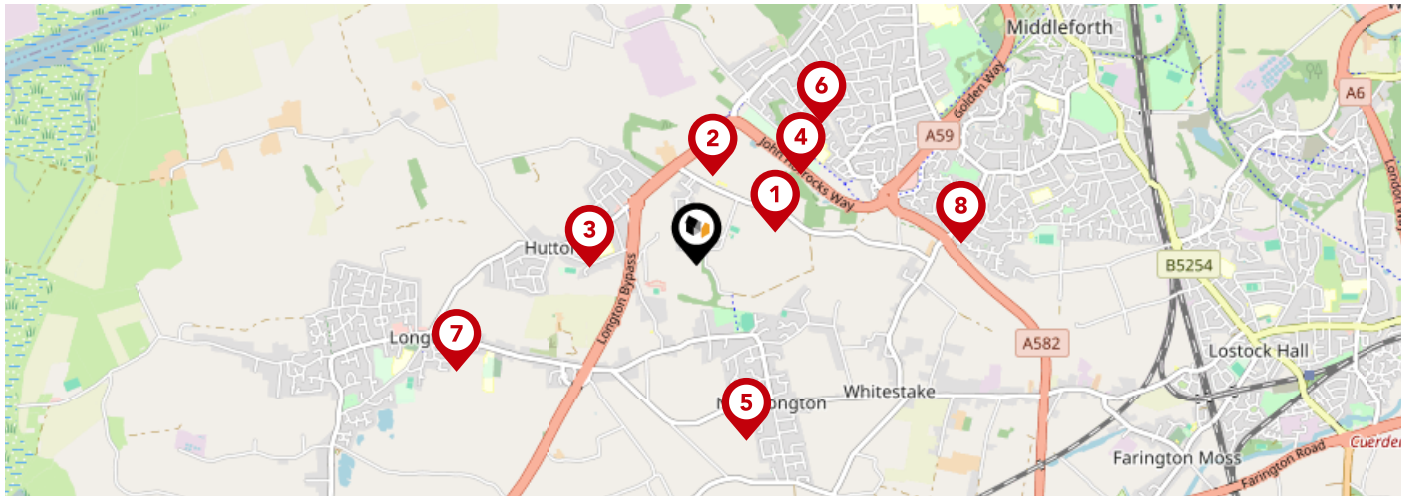 Middleforth
6
A6
Golden Way
2
4
A59
John Horrocks Way
London Way
1
8
3
Hutton
B5254
Longton Bypass
7
Long
A582
Lostock Hall
Whitestake
5
N
ongton
Cuerden
Farington Moss
Farington Road